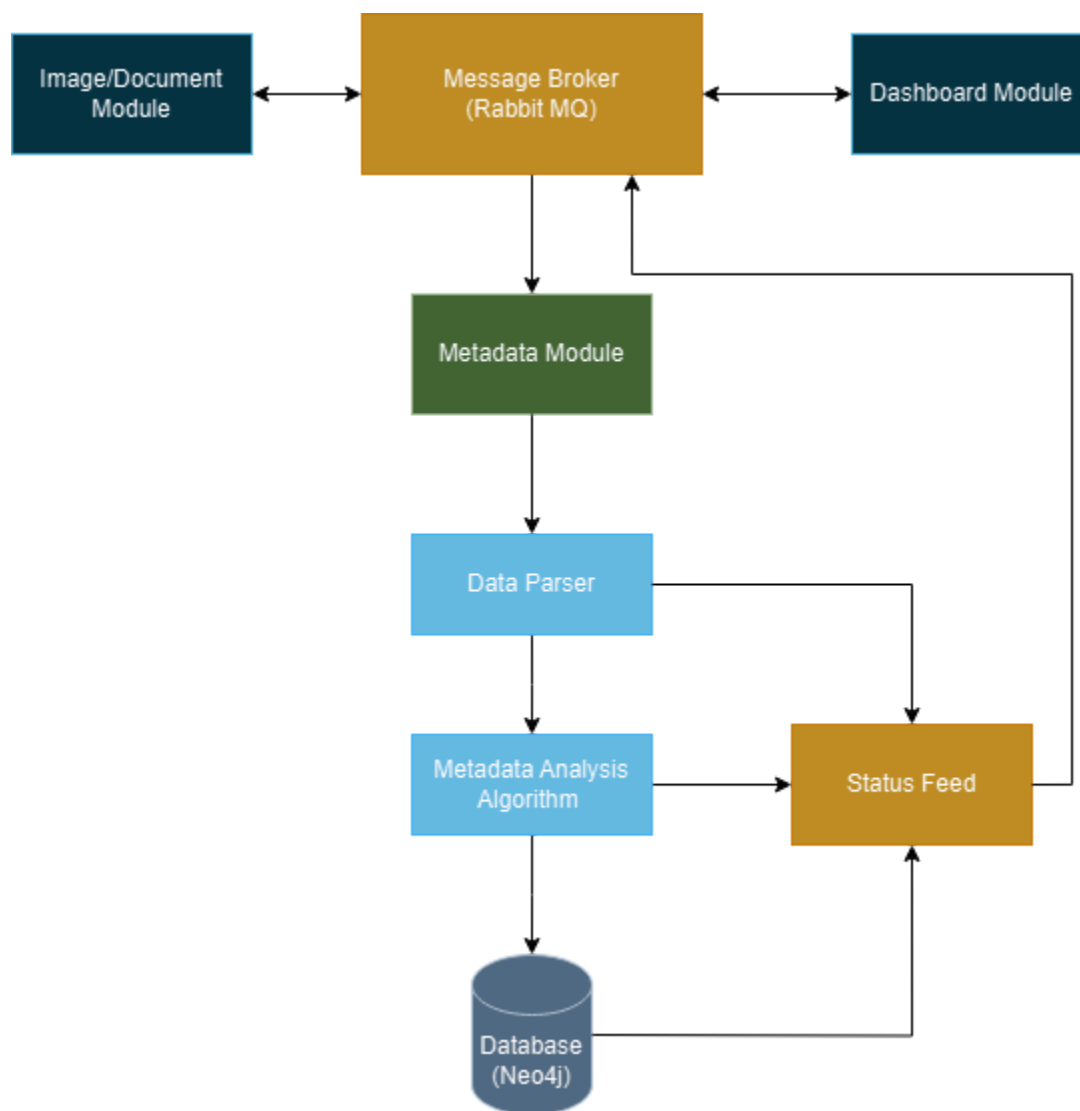 Image/Document
Module
Message Broker
(Rabbit MQ)
Dashboard Module
Metadata Module
Data Parser
Metadata Analysis
Algorithm
Status Feed
Database
(Neo4j)